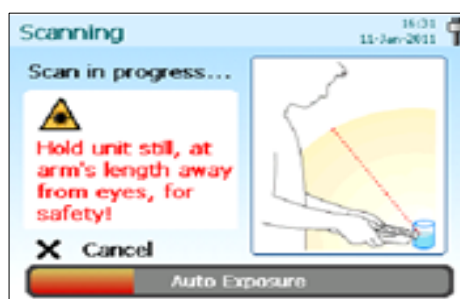 Scanning
16:31
11-Jan-2011
Scan in progress...
Hold unit still, at
arm's length away
from eyes, for
safety!
X Cancel
Auto Exposure